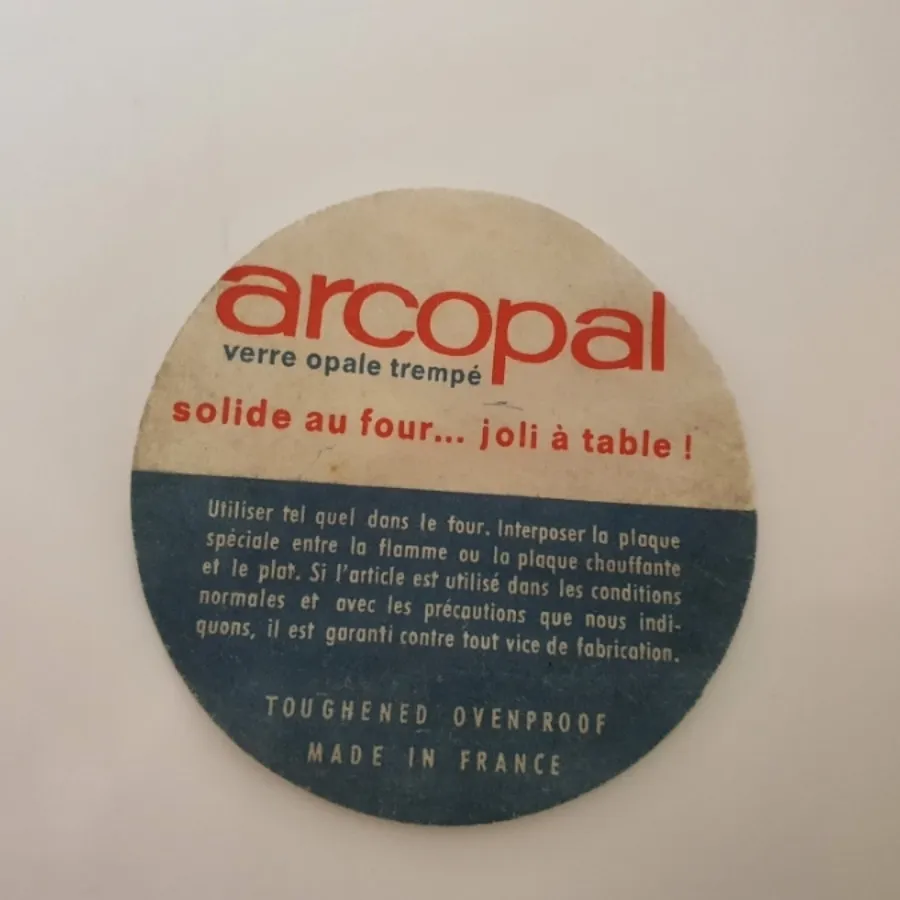 arcopal
verre opale trempé
solide au four... joli à table !
Utiliser tel quel dans le four. Interposer la plaque
spéciale entre la flamme ou la plaque chauffante
et le plat. Si l'article est utilisé dans les conditions
normales et avec les précautions que nous indi-
quons, il est garanti contre tout vice de fabrication.
TOUGHENED OVENPROOF
MADE IN FRANCE